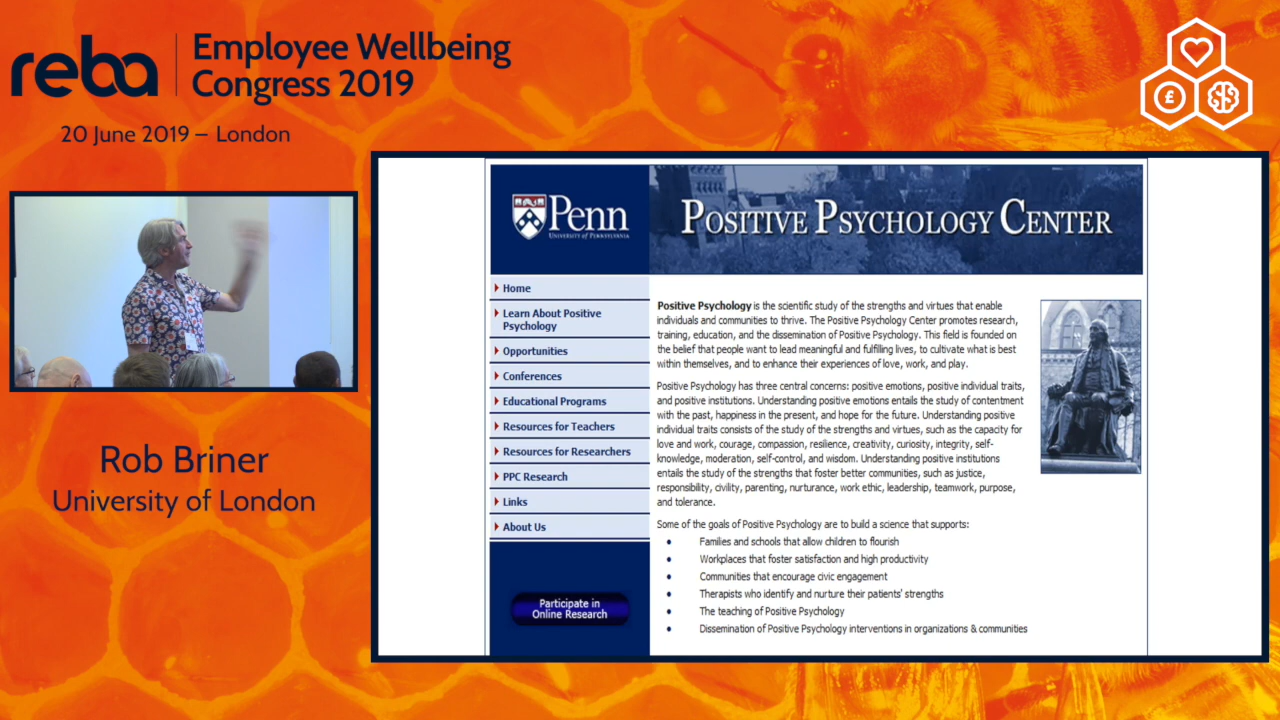 reba
Employee Wellbeing
Congress 2019
20 June 2019 – London
£
Rob Briner
University of London
Penn
UNIVERSITY of PENNSYLVANIA
POSITIVE PSYCHOLOGY CENTER
Home
Learn About Positive
Psychology
Opportunities
Conferences
Educational Programs
Resources for Teachers
Resources for Researchers
PPC Research
Links
About Us
Participate in
Online Research
Positive Psychology is the scientific study of the strengths and virtues that enable
individuals and communities to thrive. The Positive Psychology Center promotes research,
training, education, and the dissemination of Positive Psychology. This field is founded on
the belief that people want to lead meaningful and fulfilling lives, to cultivate what is best
within themselves, and to enhance their experiences of love, work, and play.
Positive Psychology has three central concerns: positive emotions, positive individual traits,
and positive institutions. Understanding positive emotions entails the study of contentment
with the past, happiness in the present, and hope for the future. Understanding positive
individual traits consists of the study of the strengths and virtues, such as the capacity for
love and work, courage, compassion, resilience, creativity, curiosity, integrity, self-
knowledge, moderation, self-control, and wisdom. Understanding positive institutions
entails the study of the strengths that foster better communities, such as justice,
responsibility, civility, parenting, nurturance, work ethic, leadership, teamwork, purpose,
and tolerance.
Some of the goals of Positive Psychology are to build a science that supports:
• Families and schools that allow children to flourish
• Workplaces that foster satisfaction and high productivity
• Communities that encourage civic engagement
• Therapists who identify and nurture their patients' strengths
• The teaching of Positive Psychology
• Dissemination of Positive Psychology interventions in organizations & communities